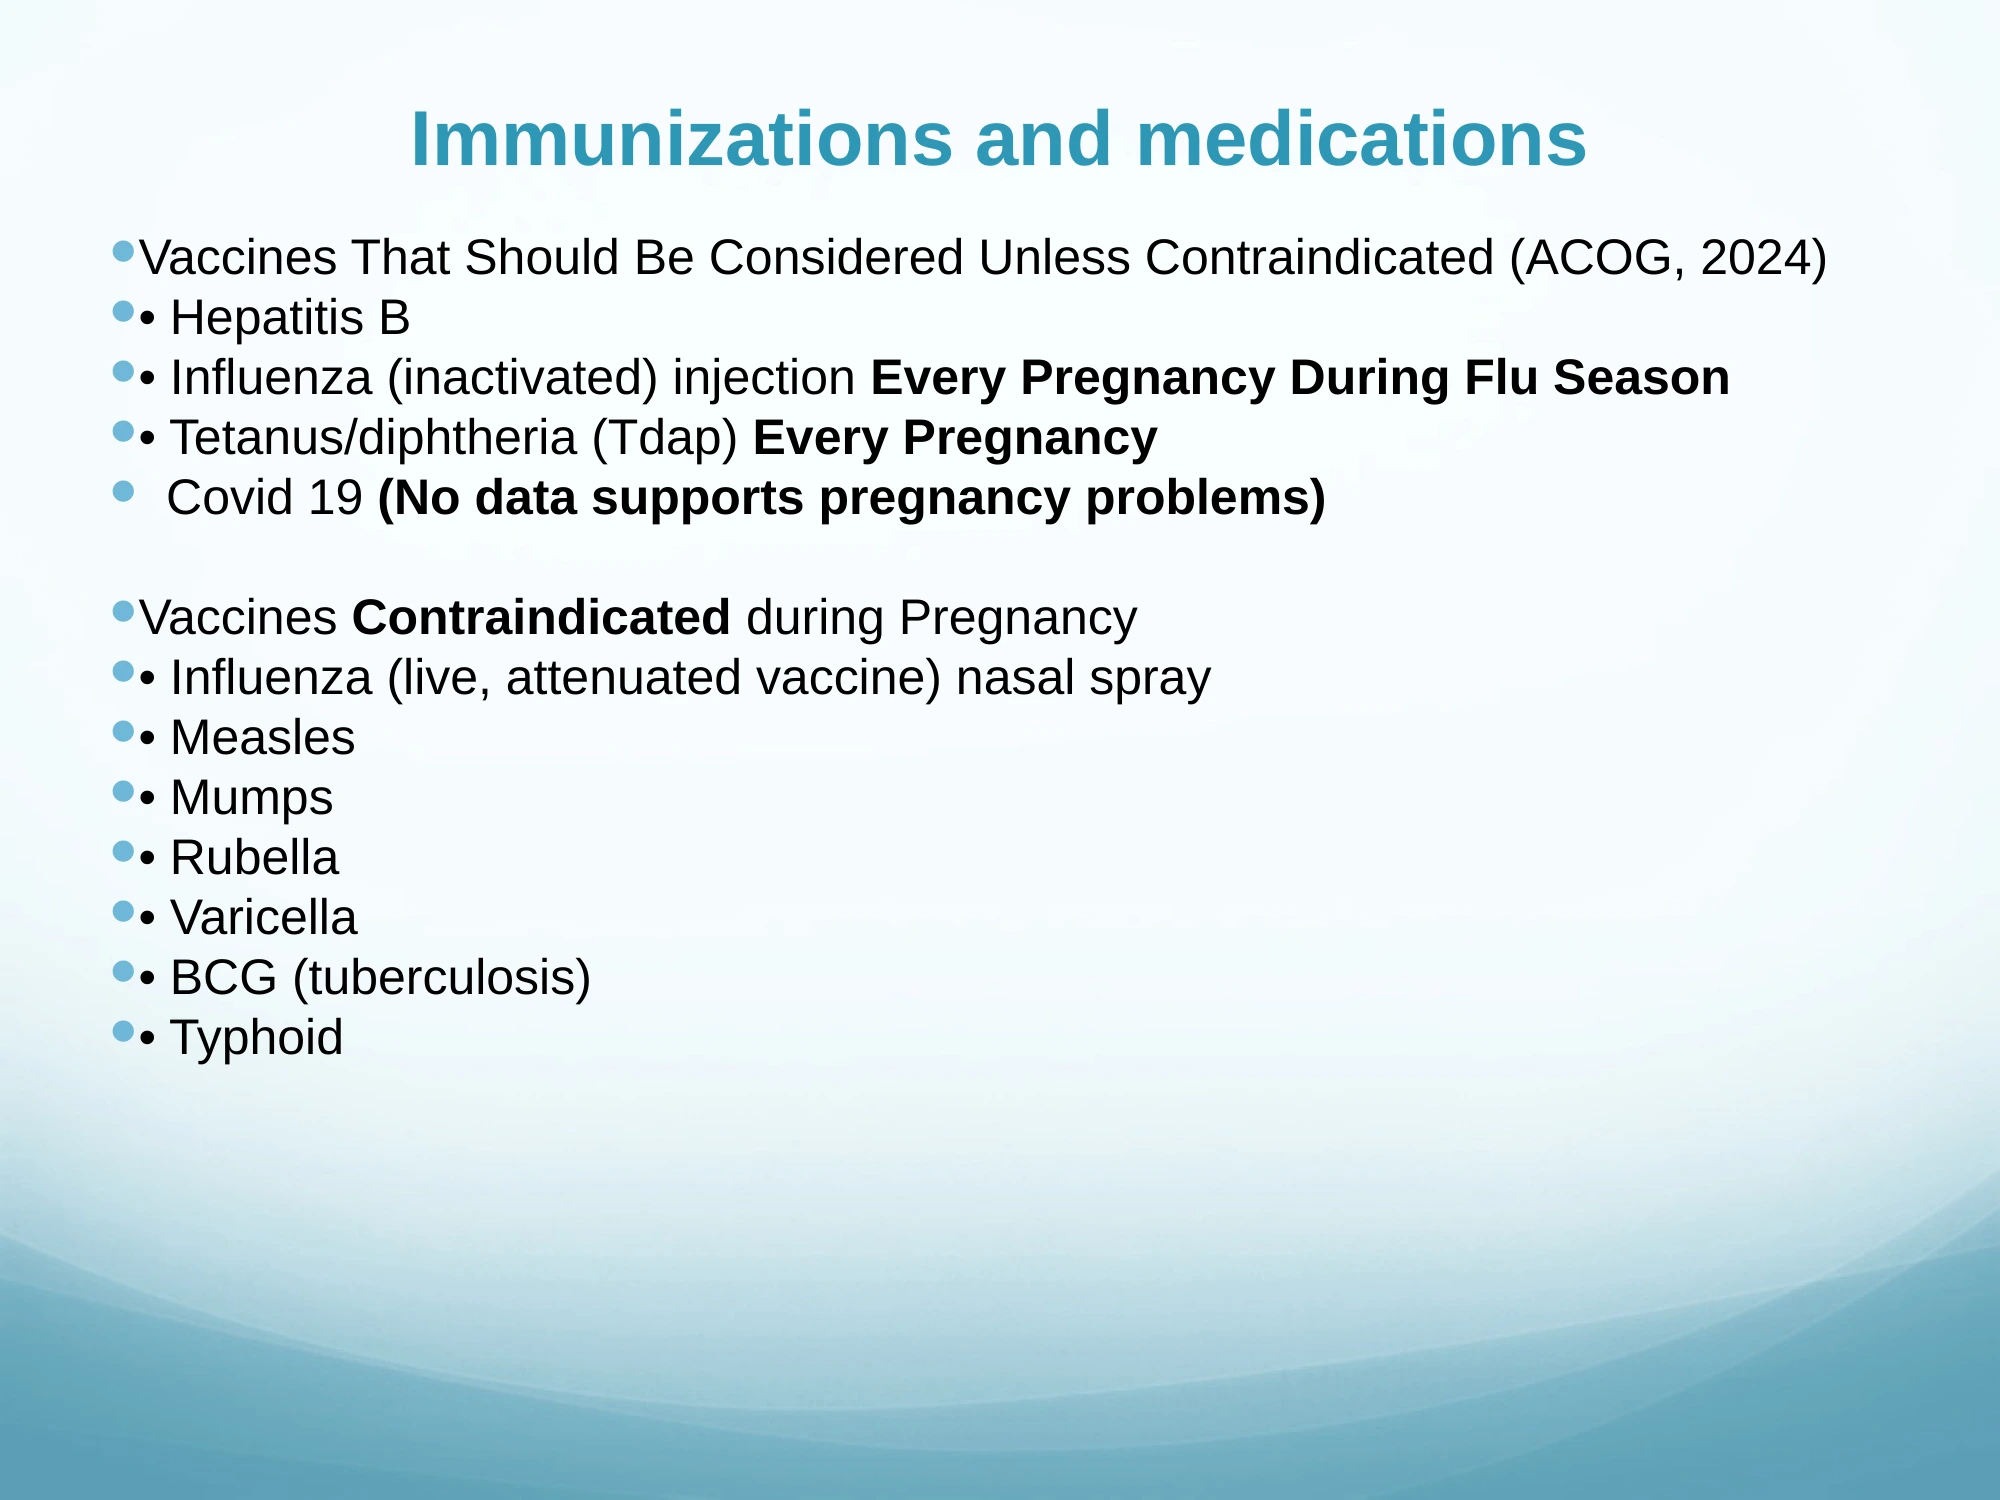 Immunizations and medications
•Vaccines That Should Be Considered Unless Contraindicated (ACOG, 2024)
•• Hepatitis B
•• Influenza (inactivated) injection Every Pregnancy During Flu Season
•• Tetanus/diphtheria (Tdap) Every Pregnancy
• Covid 19 (No data supports pregnancy problems)
•Vaccines Contraindicated during Pregnancy
•• Influenza (live, attenuated vaccine) nasal spray
•• Measles
•• Mumps
•• Rubella
•• Varicella
•• BCG (tuberculosis)
•• Typhoid